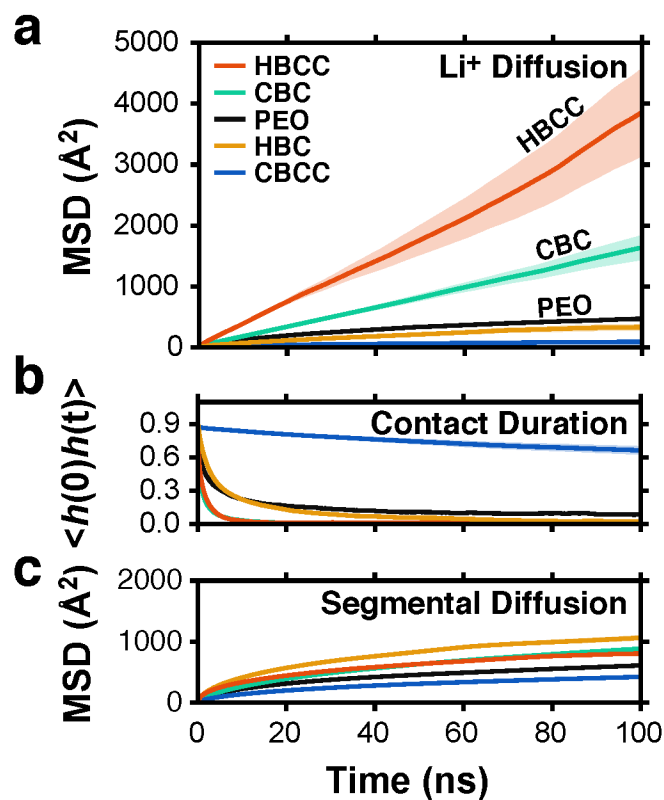 a
5000
4000
3000
2000
1000
0
MSD (Å²)
HBCC
CBC
PEO
HBC
CBCC
Li⁺ Diffusion
HBCC
CBC
PEO
b
0.9
0.6
0.3
0.0
<h(0)h(t)>
Contact Duration
c
2000
1000
0
MSD (Å²)
Segmental Diffusion
0 20 40 60 80 100
Time (ns)